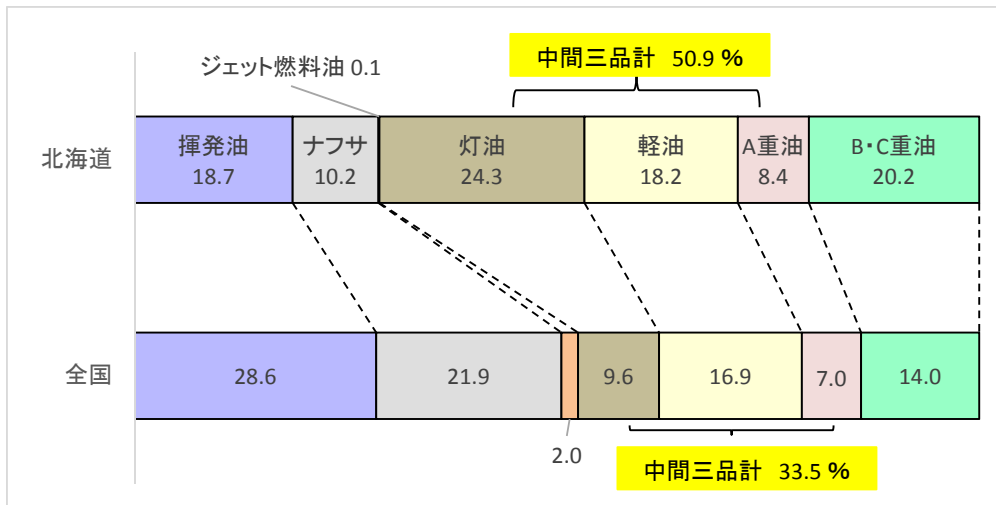 中間三品計 50.9 %
ジェット燃料油 0.1
北海道
揮発油
18.7
ナフサ
10.2
灯油
24.3
軽油
18.2
A重油
8.4
B・C重油
20.2
全国
28.6
21.9
9.6
16.9
7.0
14.0
2.0
中間三品計 33.5 %